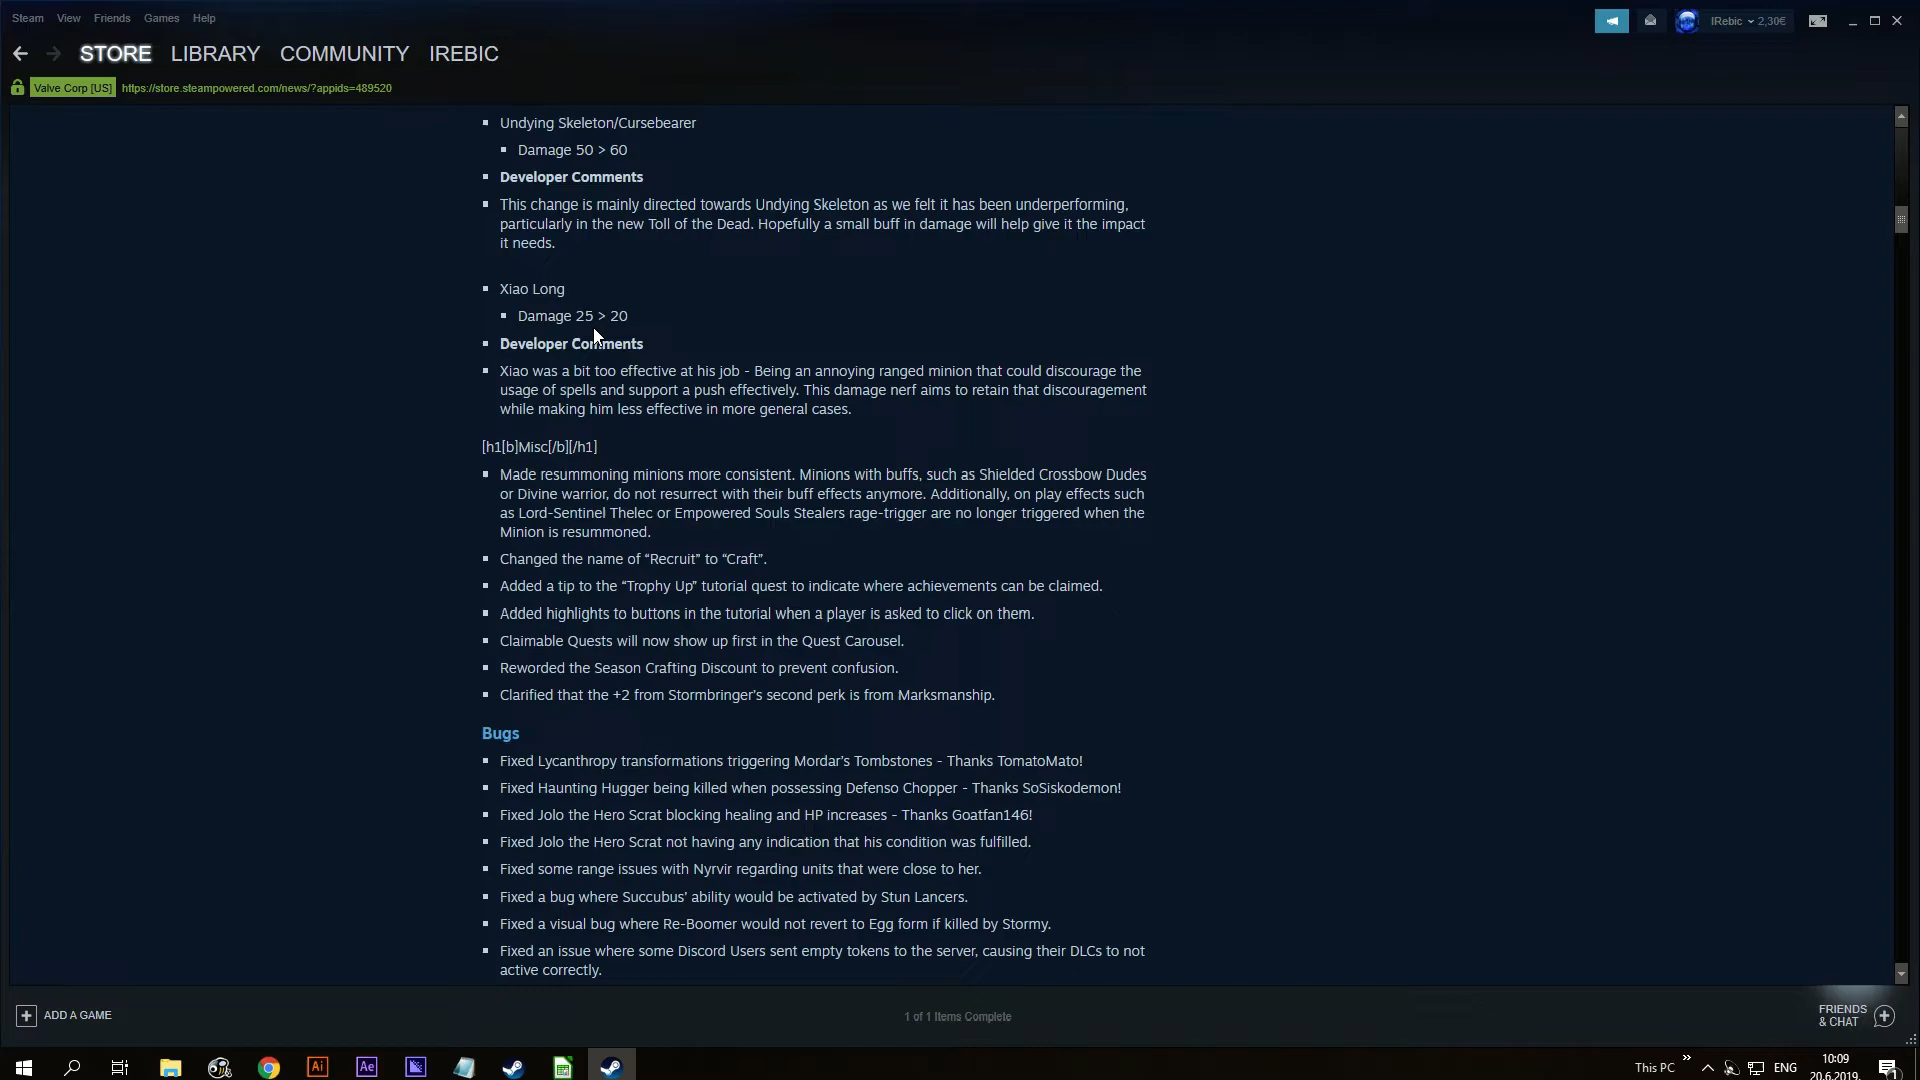 Steam View Friends Games Help
IRebic 2,30€
STORE LIBRARY COMMUNITY IREBIC
Valve Corp [US] https://store.steampowered.com/news/?appids=489520
Undying Skeleton/Cursebearer
Damage 50 > 60
Developer Comments
This change is mainly directed towards Undying Skeleton as we felt it has been underperforming,
particularly in the new Toll of the Dead. Hopefully a small buff in damage will help give it the impact
it needs.
Xiao Long
Damage 25 > 20
Developer Comments
Xiao was a bit too effective at his job - Being an annoying ranged minion that could discourage the
usage of spells and support a push effectively. This damage nerf aims to retain that discouragement
while making him less effective in more general cases.
[h1[b]Misc[/b][/h1]
Made resummoning minions more consistent. Minions with buffs, such as Shielded Crossbow Dudes
or Divine warrior, do not resurrect with their buff effects anymore. Additionally, on play effects such
as Lord-Sentinel Thelec or Empowered Souls Stealers rage-trigger are no longer triggered when the
Minion is resummoned.
Changed the name of “Recruit” to “Craft”.
Added a tip to the “Trophy Up” tutorial quest to indicate where achievements can be claimed.
Added highlights to buttons in the tutorial when a player is asked to click on them.
Claimable Quests will now show up first in the Quest Carousel.
Reworded the Season Crafting Discount to prevent confusion.
Clarified that the +2 from Stormbringer's second perk is from Marksmanship.
Bugs
Fixed Lycanthropy transformations triggering Mordar's Tombstones - Thanks TomatoMato!
Fixed Haunting Hugger being killed when possessing Defenso Chopper - Thanks SoSiskodemon!
Fixed Jolo the Hero Scrat blocking healing and HP increases - Thanks Goatfan146!
Fixed Jolo the Hero Scrat not having any indication that his condition was fulfilled.
Fixed some range issues with Nyrvir regarding units that were close to her.
Fixed a bug where Succubus' ability would be activated by Stun Lancers.
Fixed a visual bug where Re-Boomer would not revert to Egg form if killed by Stormy.
Fixed an issue where some Discord Users sent empty tokens to the server, causing their DLCs to not
active correctly.
ADD A GAME
1 of 1 Items Complete
FRIENDS
& CHAT
Ai Ae
This PC » ENG
10:09
20.6.2019.
1